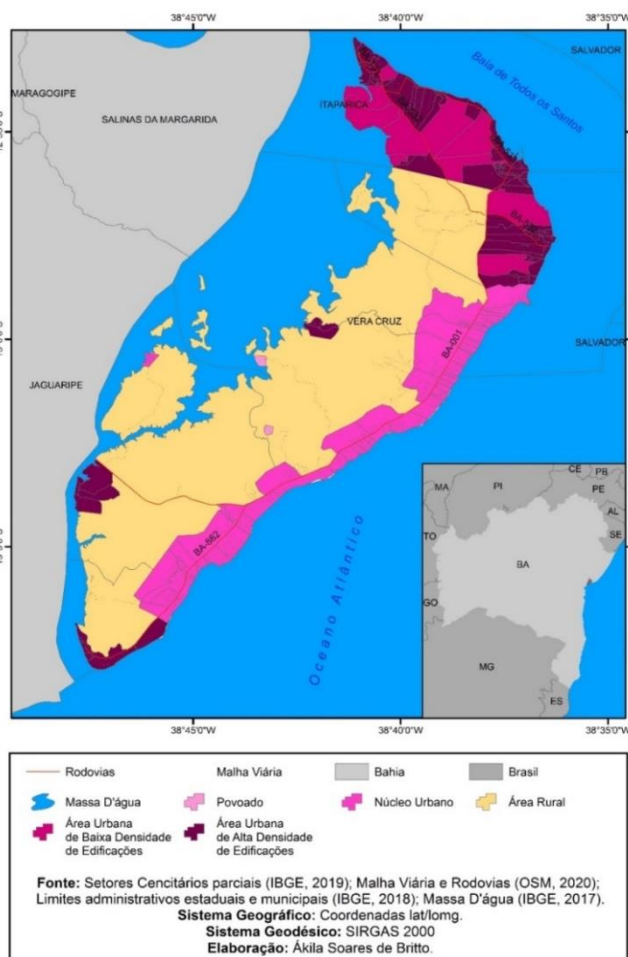 38°45'0"W
38°40'0"W
38°35'0"W
SALVADOR
Baía de Todos os Santos
MARAGOGIPE
SALINAS DA MARGARIDA
ITAPARICA
VERA CRUZ
BA-001
SALVADOR
JAGUARIPE
BA-882
Oceano Atlântico
CE
PB
MA
PI
PE
AL
SE
TO
BA
GO
MG
ES
38°45'0"W
38°40'0"W
38°35'0"W
Rodovias
Malha Viária
Bahia
Brasil
Massa D'água
Povoado
Núcleo Urbano
Área Rural
Área Urbana
de Baixa Densidade
de Edificações
Área Urbana
de Alta Densidade
de Edificações
Fonte: Setores Cencitários parciais (IBGE, 2019); Malha Viária e Rodovias (OSM, 2020);
Limites administrativos estaduais e municipais (IBGE, 2018); Massa D'água (IBGE, 2017).
Sistema Geográfico: Coordenadas lat/lomg.
Sistema Geodésico: SIRGAS 2000
Elaboração: Ákila Soares de Britto.